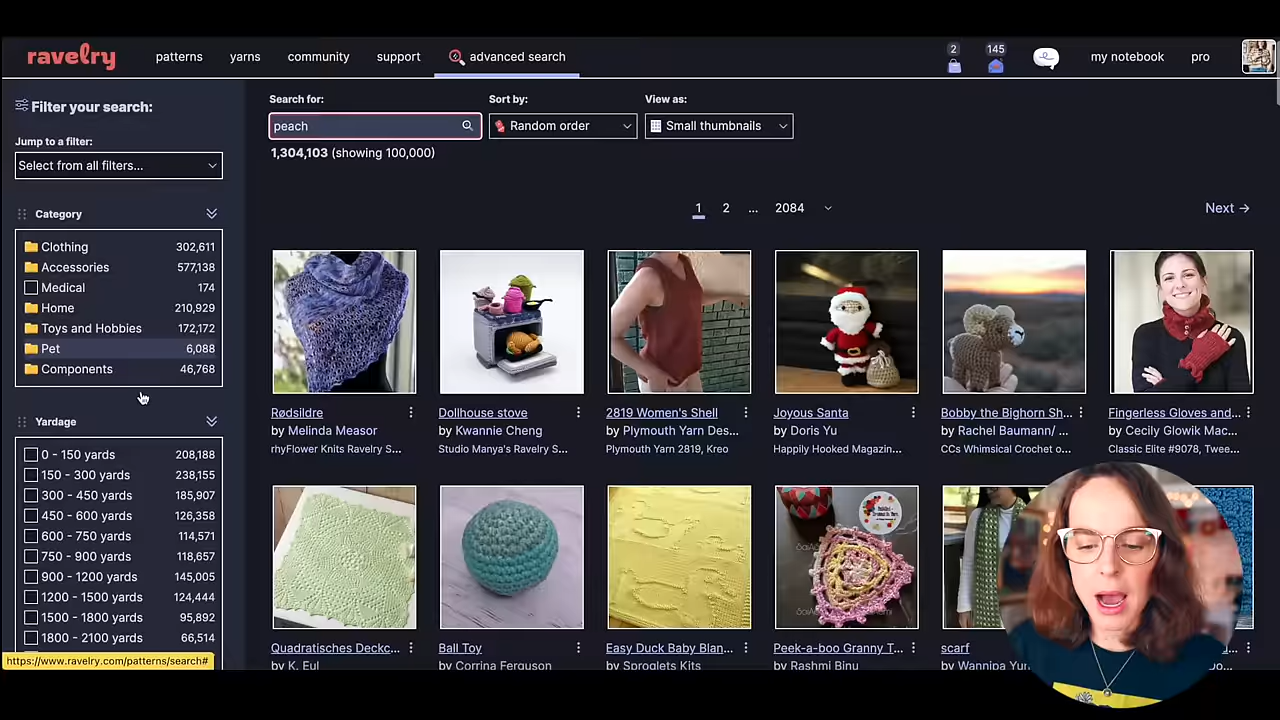 ravelry
patterns
yarns
community
support
advanced search
2
145
my notebook
pro
Filter your search:
Jump to a filter:
Select from all filters...
Category
Clothing 302,611
Accessories 577,138
Medical 174
Home 210,929
Toys and Hobbies 172,172
Pet 6,088
Components 46,768
Yardage
0 - 150 yards 208,188
150 - 300 yards 238,155
300 - 450 yards 185,907
450 - 600 yards 126,358
600 - 750 yards 114,571
750 - 900 yards 118,657
900 - 1200 yards 145,005
1200 - 1500 yards 124,444
1500 - 1800 yards 95,892
1800 - 2100 yards 66,514
https://www.ravelry.com/patterns/search#
Search for:
peach
Sort by:
Random order
View as:
Small thumbnails
1,304,103 (showing 100,000)
1 2 ... 2084
Next →
Rødsildre
by Melinda Measor
rhyFlower Knits Ravelry S...
Dollhouse stove
by Kwannie Cheng
Studio Manya's Ravelry S...
2819 Women's Shell
by Plymouth Yarn Des...
Plymouth Yarn 2819, Kreo
Joyous Santa
by Doris Yu
Happily Hooked Magazin...
Bobby the Bighorn Sh...
by Rachel Baumann/ ...
CCs Whimsical Crochet o...
Fingerless Gloves and...
by Cecily Glowik Mac...
Classic Elite #9078, Twee...
Quadratisches Deckc...
by K. Eul
Ball Toy
by Corrina Ferguson
Easy Duck Baby Blan...
by Sproglets Kits
Peek-a-boo Granny T...
by Rashmi Binu
scarf
by Wannipa Yun